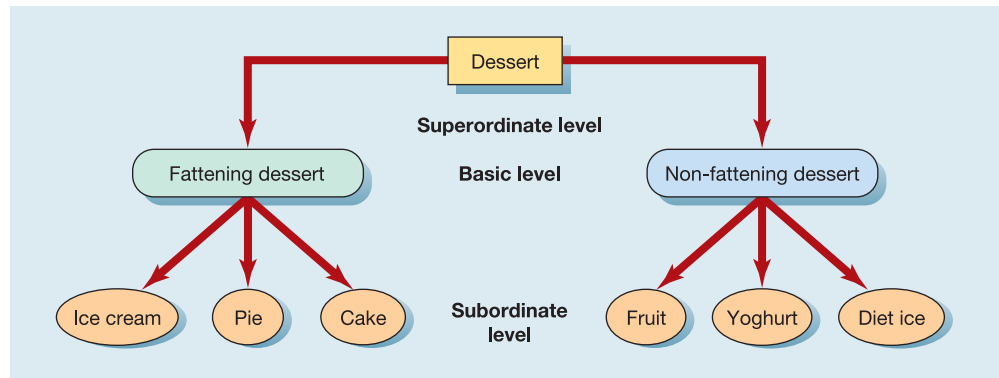 Dessert
Superordinate level
Fattening dessert
Basic level
Non-fattening dessert
Ice cream
Pie
Cake
Subordinate
level
Fruit
Yoghurt
Diet ice